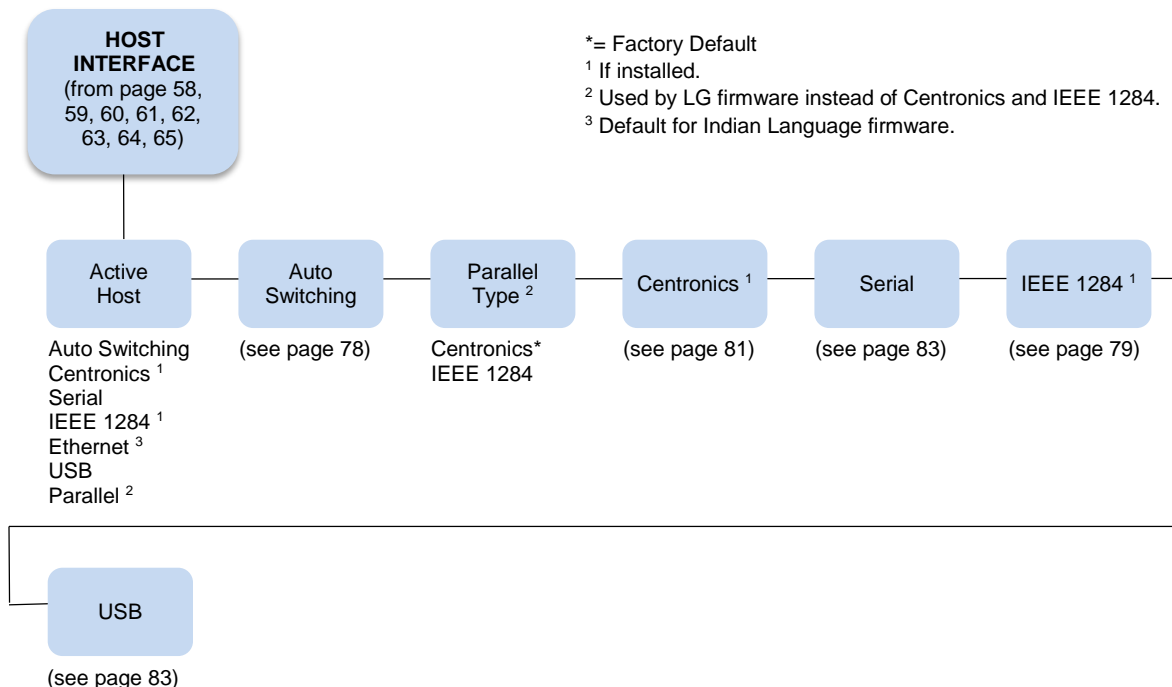 HOST
INTERFACE
(from page 58,
59, 60, 61, 62,
63, 64, 65)
*= Factory Default
¹ If installed.
² Used by LG firmware instead of Centronics and IEEE 1284.
³ Default for Indian Language firmware.
Active
Host
Auto
Switching
Parallel
Type ²
Centronics ¹
Serial
IEEE 1284 ¹
Auto Switching
Centronics ¹
Serial
IEEE 1284 ¹
Ethernet ³
USB
Parallel ²
(see page 78)
Centronics*
IEEE 1284
(see page 81)
(see page 83)
(see page 79)
USB
(see page 83)